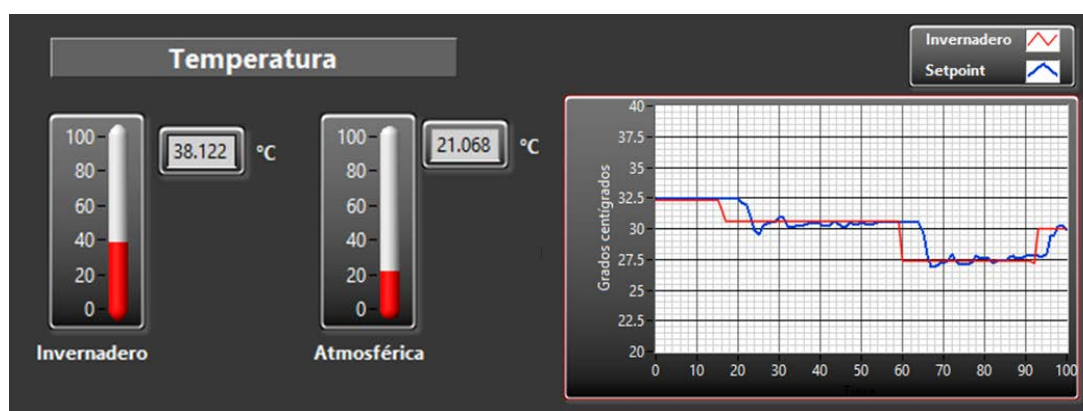 Temperatura
100
80
60
40
20
0
38.122
°C
Invernadero
100
80
60
40
20
0
21.068
°C
Atmosférica
Invernadero
Setpoint
Grados centígrados
40
37.5
35
32.5
30
27.5
25
22.5
20
0 10 20 30 40 50 60 70 80 90 100
Time